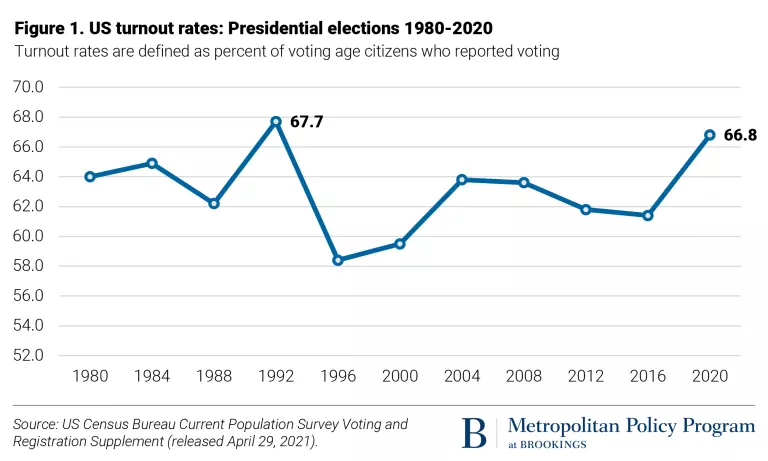 Figure 1. US turnout rates: Presidential elections 1980-2020
Turnout rates are defined as percent of voting age citizens who reported voting
70.0
68.0
66.0
64.0
62.0
60.0
58.0
56.0
54.0
52.0
67.7
66.8
1980 1984 1988 1992 1996 2000 2004 2008 2012 2016 2020
Source: US Census Bureau Current Population Survey Voting and
Registration Supplement (released April 29, 2021).
B Metropolitan Policy Program
at BROOKINGS